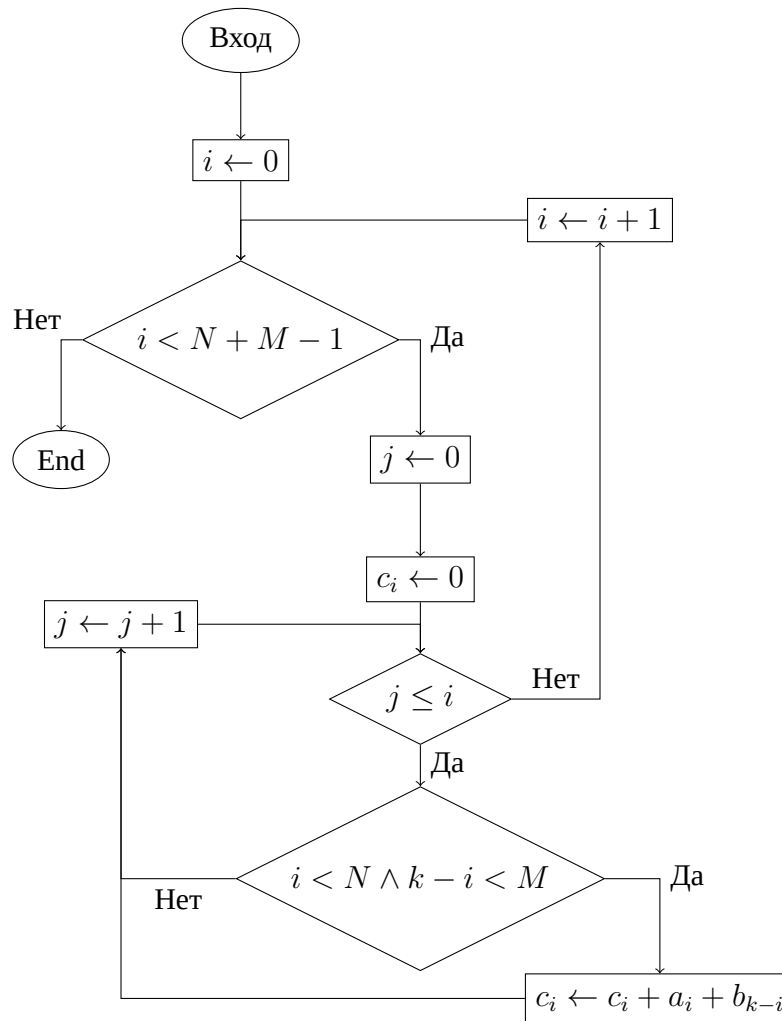 Вход
i ← 0
i ← i + 1
Нет
i < N + M − 1
Да
End
j ← 0
c_i ← 0
j ← j + 1
j ≤ i
Нет
Да
i < N ∧ k − i < M
Да
Нет
c_i ← c_i + a_i + b_{k−i}